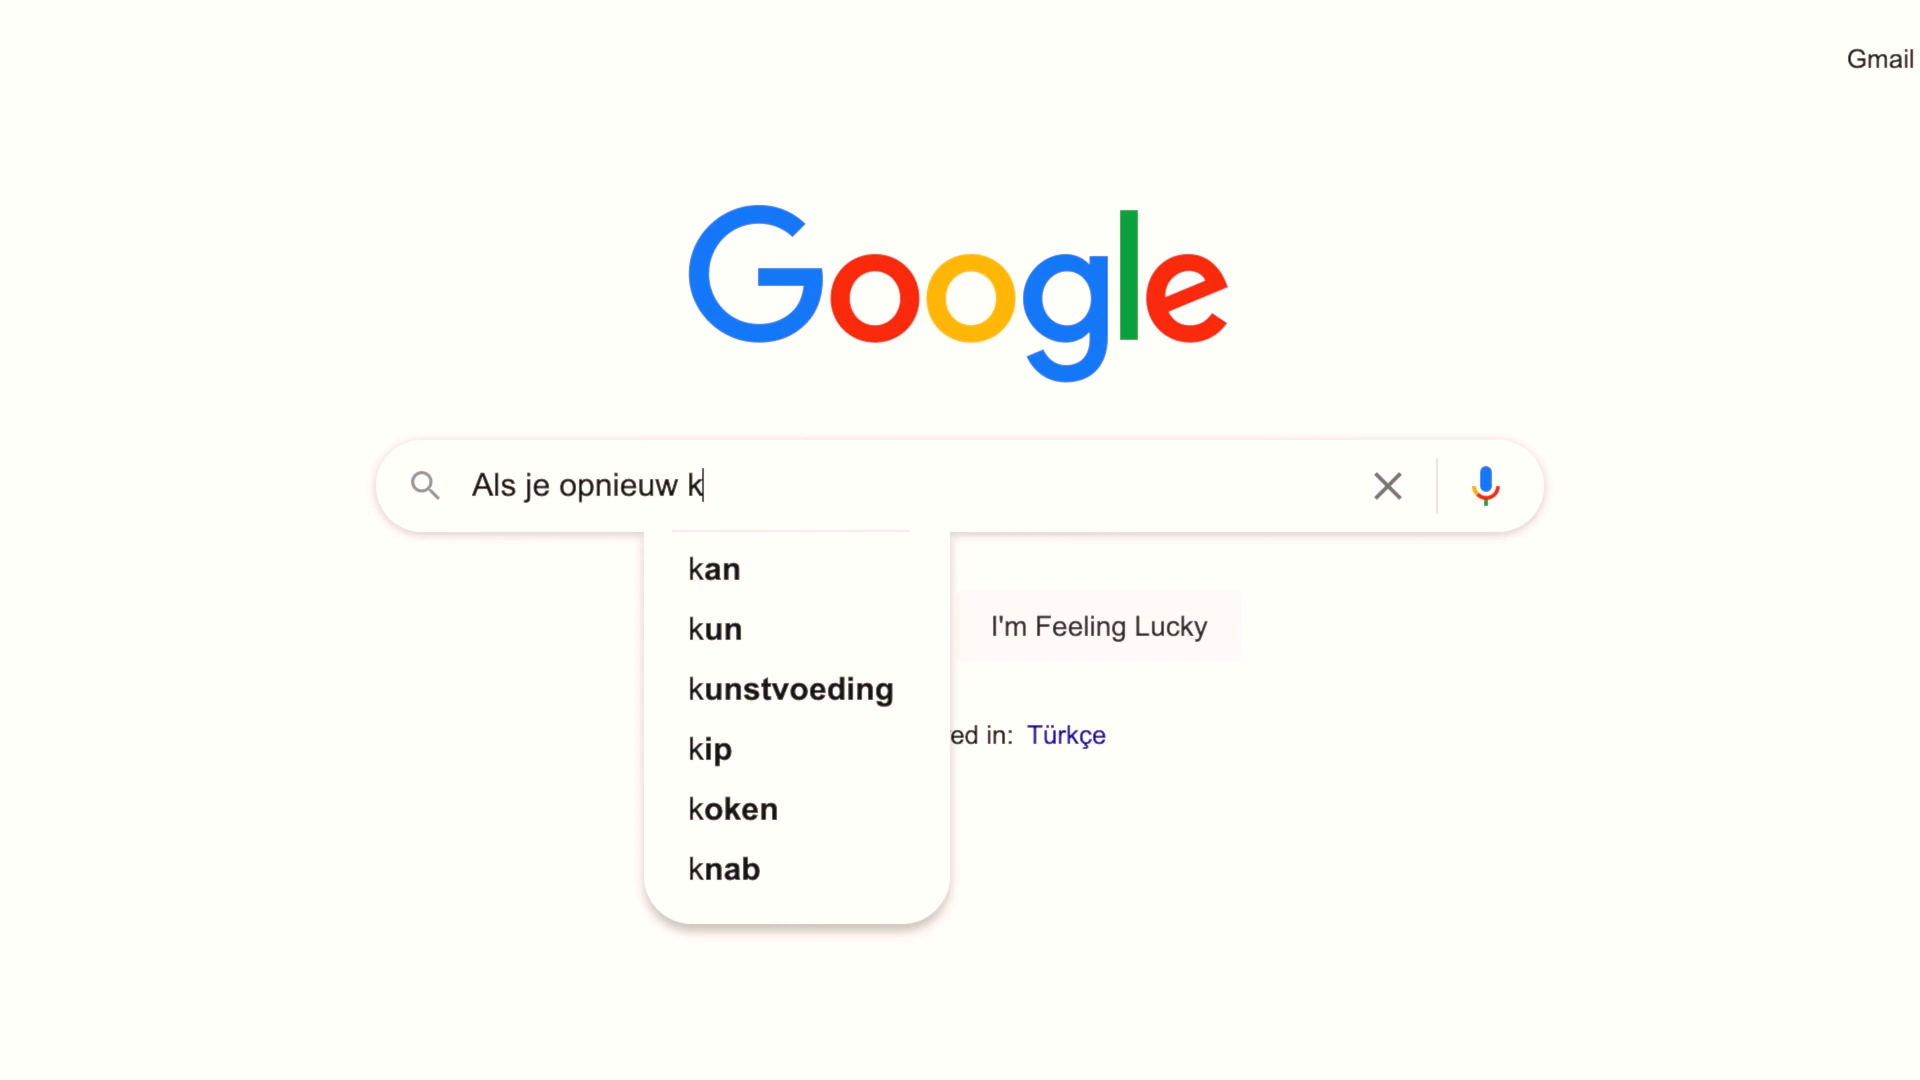 Gmail
Google
Als je opnieuw k
kan
kun
kunstvoeding
kip
koken
knab
I'm Feeling Lucky
ed in: Türkçe